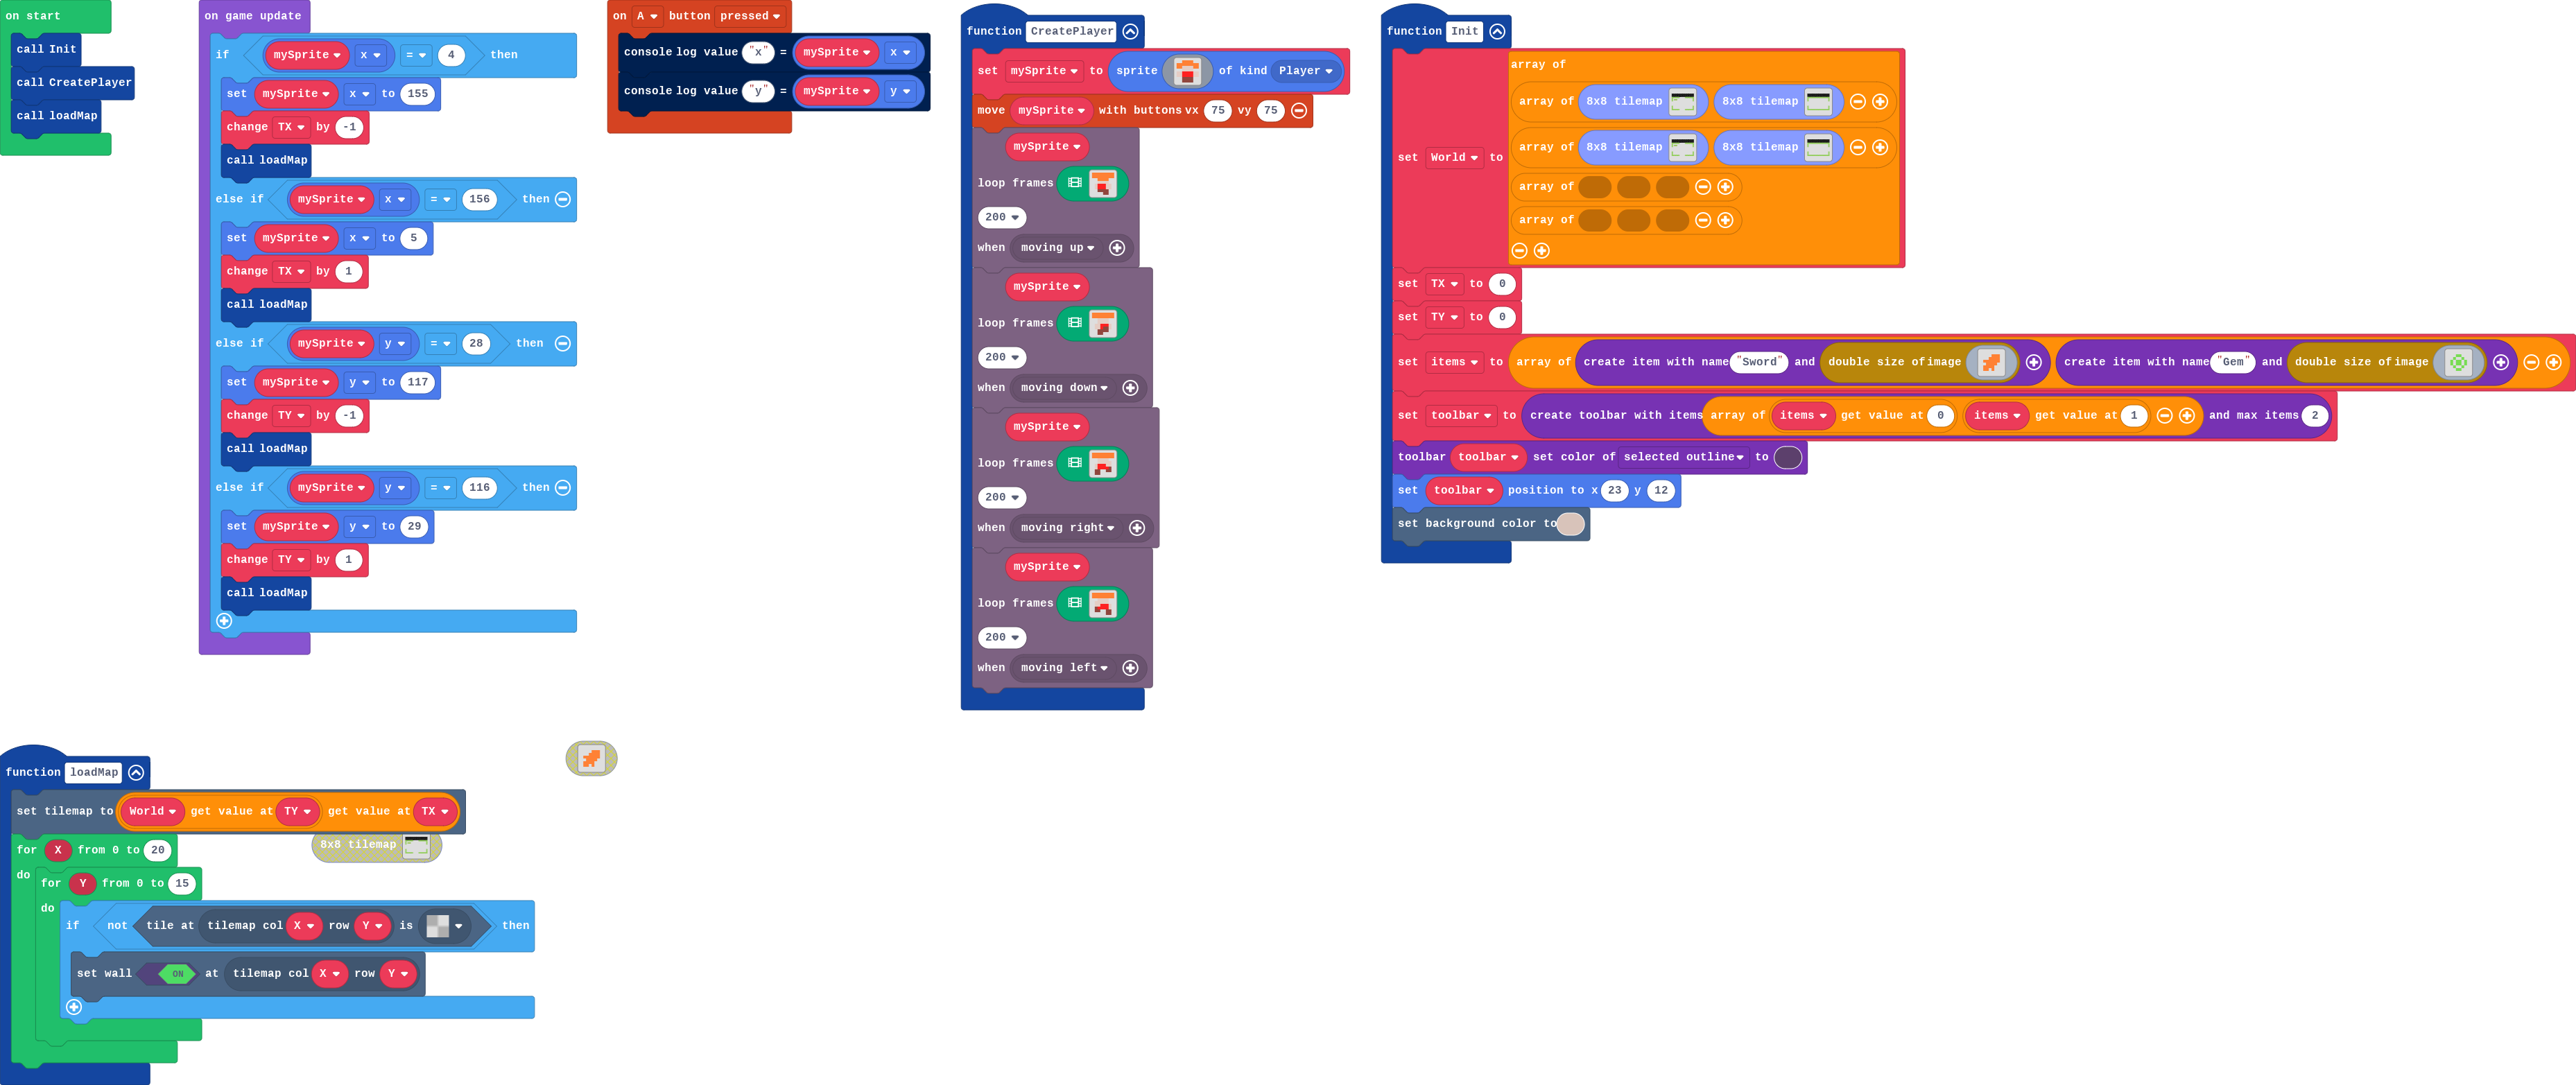 on start
call Init
call CreatePlayer
call loadMap
on game update
if mySprite x = 4 then
set mySprite x to 155
change TX by -1
call loadMap
else if mySprite x = 156 then
set mySprite x to 5
change TX by 1
call loadMap
else if mySprite y = 28 then
set mySprite y to 117
change TY by -1
call loadMap
else if mySprite y = 116 then
set mySprite y to 29
change TY by 1
call loadMap
on A button pressed
console log value "x" = mySprite x
console log value "y" = mySprite y
function CreatePlayer
set mySprite to sprite of kind Player
move mySprite with buttons vx 75 vy 75
mySprite
loop frames
200
when moving up
mySprite
loop frames
200
when moving down
mySprite
loop frames
200
when moving right
mySprite
loop frames
200
when moving left
function Init
set World to
array of
array of 8x8 tilemap 8x8 tilemap
array of 8x8 tilemap 8x8 tilemap
array of
array of
set TX to 0
set TY to 0
set items to array of create item with name "Sword" and double size of image create item with name "Gem" and double size of image
set toolbar to create toolbar with items array of items get value at 0 items get value at 1 and max items 2
toolbar toolbar set color of selected outline to
set toolbar position to x 23 y 12
set background color to
function loadMap
set tilemap to World get value at TY get value at TX
8x8 tilemap
for X from 0 to 20
do
for Y from 0 to 15
do
if not tile at tilemap col X row Y is then
set wall ON at tilemap col X row Y